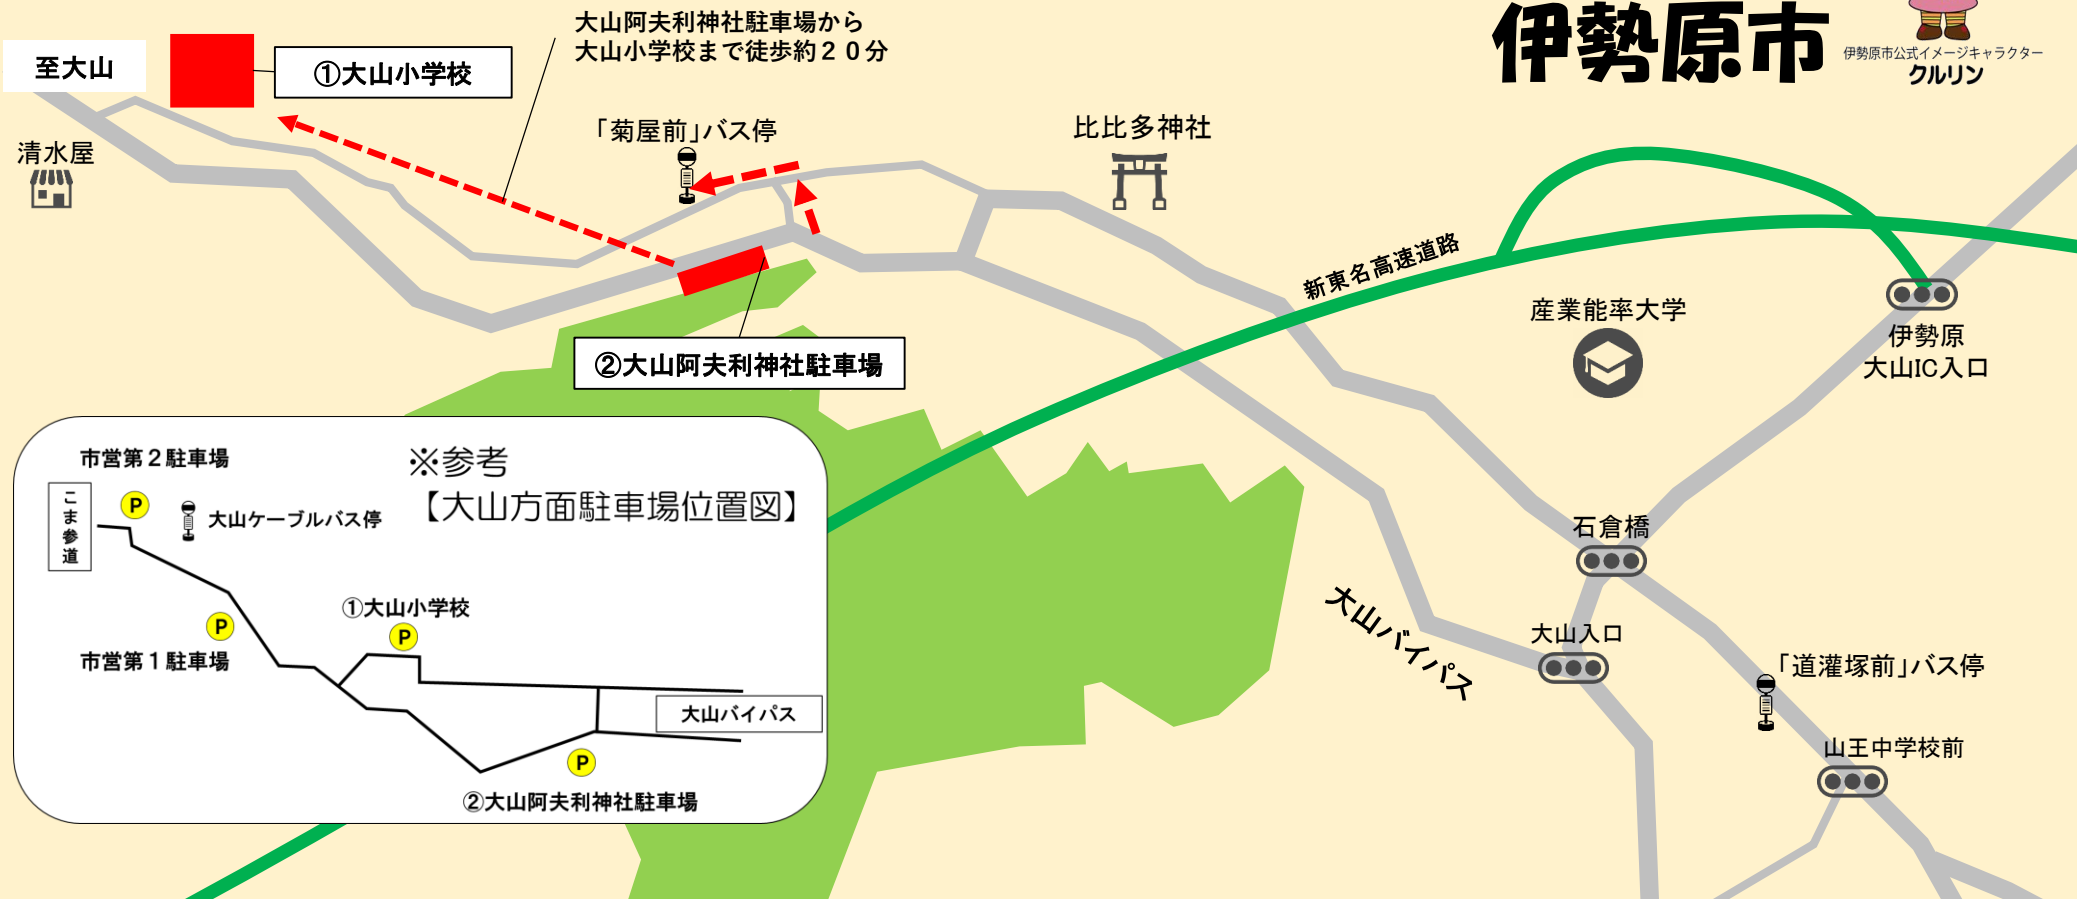 大山阿夫利神社駐車場から
大山小学校まで徒歩約２０分
伊勢原市
伊勢原市公式イメージキャラクター
クルリン
至大山
①大山小学校
「菊屋前」バス停
比比多神社
清水屋
新東名高速道路
産業能率大学
伊勢原
大山IC入口
②大山阿夫利神社駐車場
※参考
【大山方面駐車場位置図】
市営第２駐車場
こま参道
P
大山ケーブルバス停
①大山小学校
P
P
市営第１駐車場
大山バイパス
P
②大山阿夫利神社駐車場
石倉橋
大山バイパス
大山入口
「道灌塚前」バス停
山王中学校前